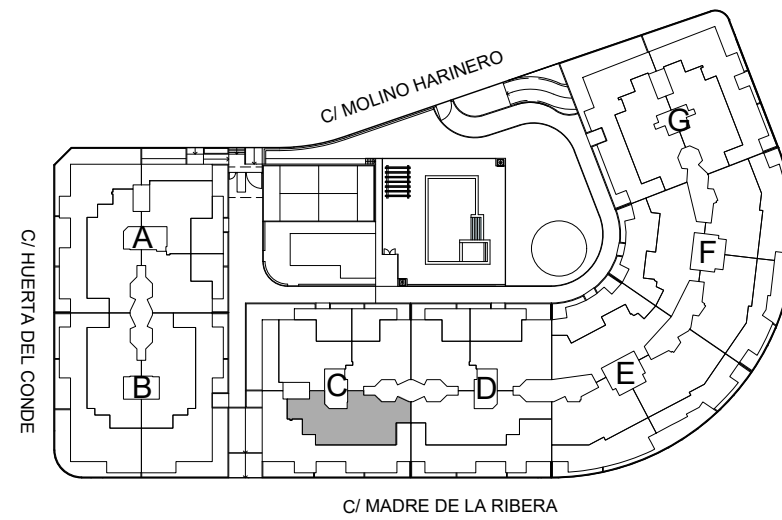 C/ MOLINO HARINERO
G
A
F
C/ HUERTA DEL CONDE
E
B
C
D
C/ MADRE DE LA RIBERA